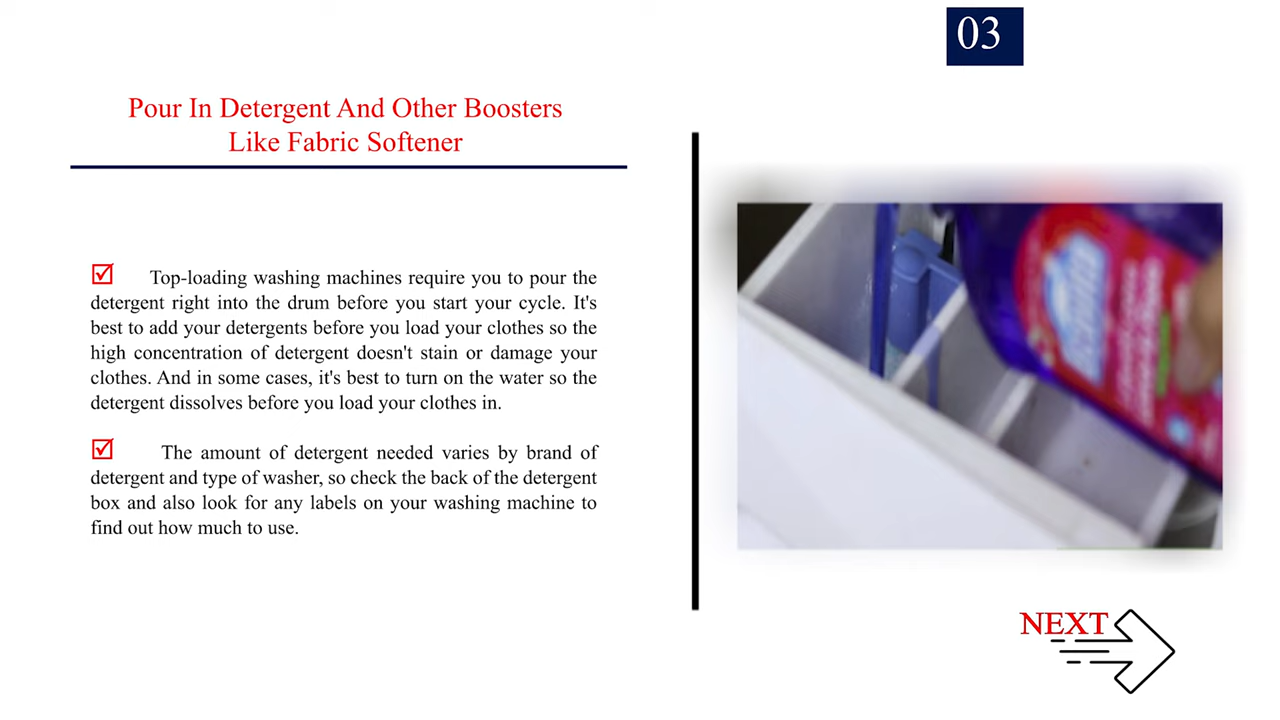 03
Pour In Detergent And Other Boosters
Like Fabric Softener
Top-loading washing machines require you to pour the
detergent right into the drum before you start your cycle. It's
best to add your detergents before you load your clothes so the
high concentration of detergent doesn't stain or damage your
clothes. And in some cases, it's best to turn on the water so the
detergent dissolves before you load your clothes in.
The amount of detergent needed varies by brand of
detergent and type of washer, so check the back of the detergent
box and also look for any labels on your washing machine to
find out how much to use.
NEXT